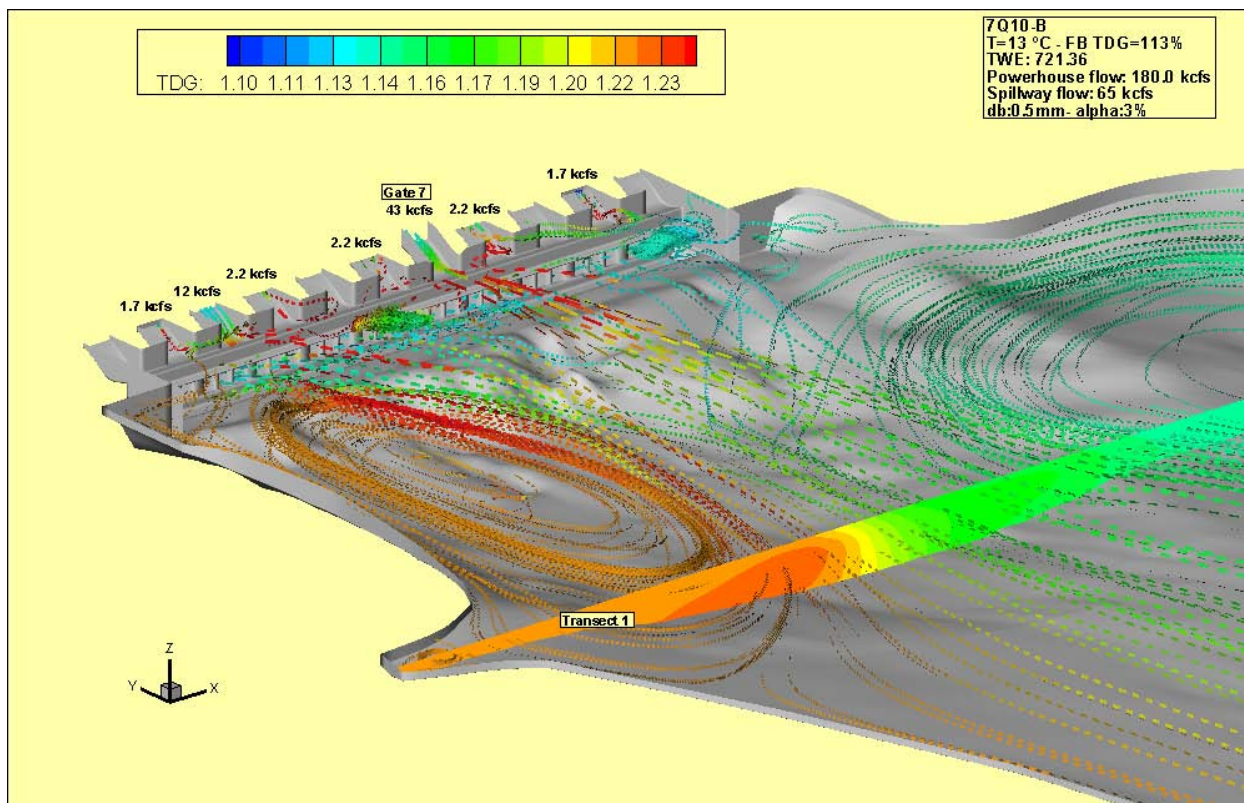 7Q10-B
T=13 °C - FB TDG=113%
TWE: 721.36
Powerhouse flow: 180.0 kcfs
Spillway flow: 65 kcfs
db:0.5mm- alpha:3%
TDG: 1.10 1.11 1.13 1.14 1.16 1.17 1.19 1.20 1.22 1.23
1.7 kcfs
Gate 7
43 kcfs
2.2 kcfs
2.2 kcfs
2.2 kcfs
12 kcfs
1.7 kcfs
Transect 1
Z
Y
X